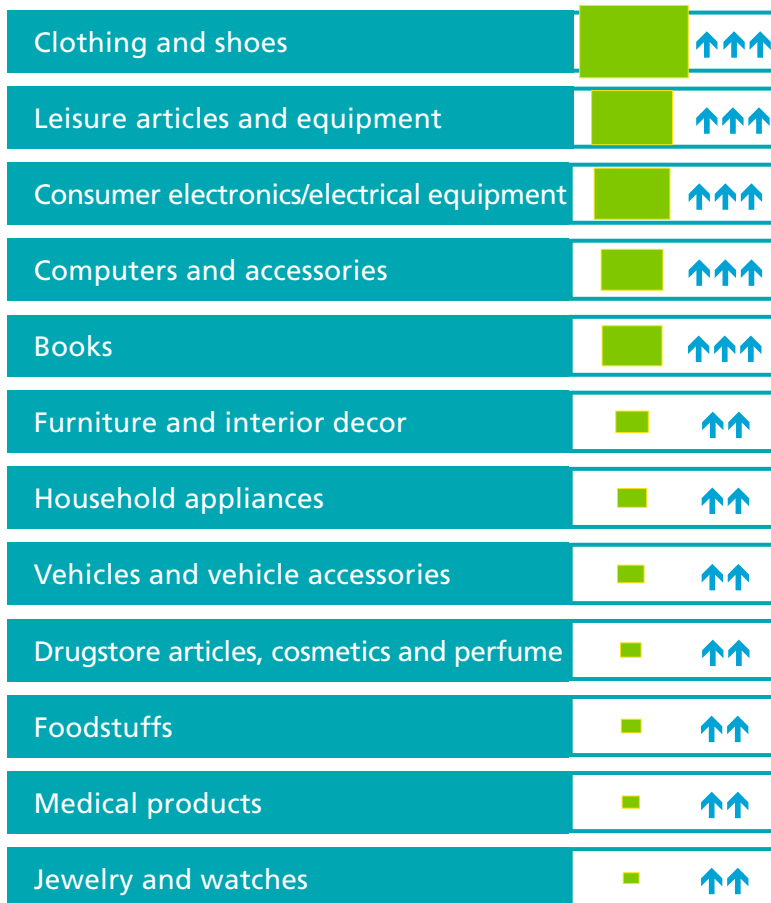 Clothing and shoes
Leisure articles and equipment
Consumer electronics/electrical equipment
Computers and accessories
Books
Furniture and interior decor
Household appliances
Vehicles and vehicle accessories
Drugstore articles, cosmetics and perfume
Foodstuffs
Medical products
Jewelry and watches